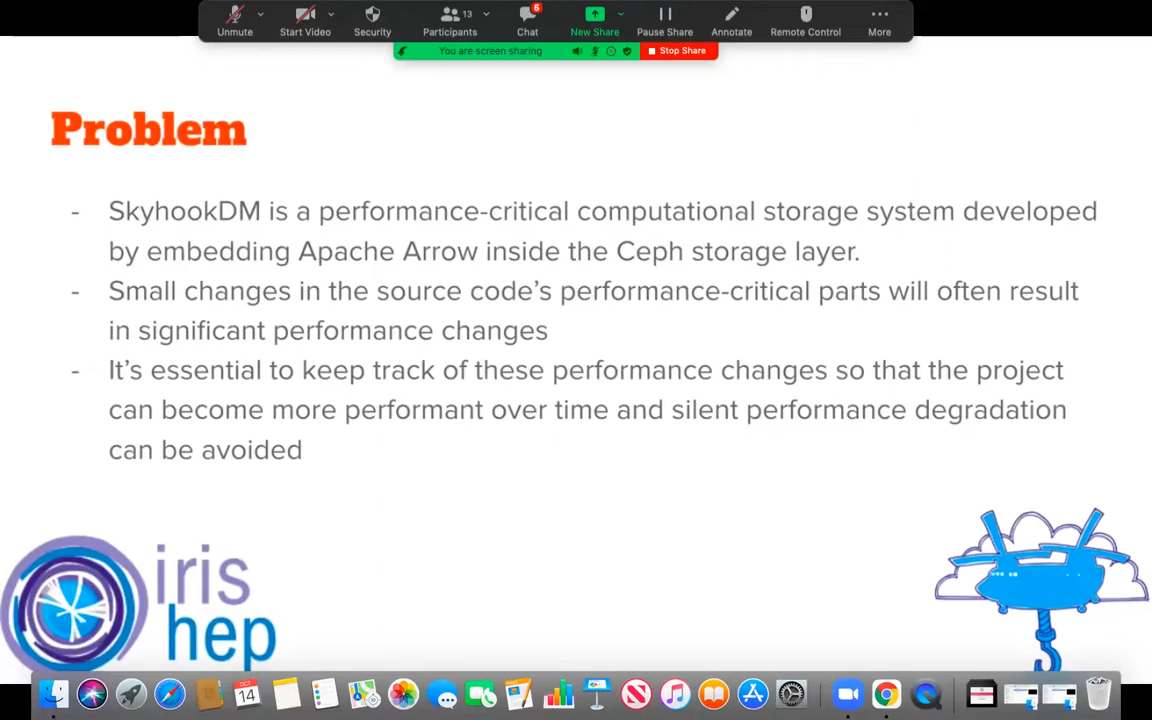 Unmute
Start Video
Security
13
Participants
5
Chat
New Share
Pause Share
Annotate
Remote Control
More
You are screen sharing
Stop Share
Problem
- SkyhookDM is a performance-critical computational storage system developed
by embedding Apache Arrow inside the Ceph storage layer.
- Small changes in the source code’s performance-critical parts will often result
in significant performance changes
- It’s essential to keep track of these performance changes so that the project
can become more performant over time and silent performance degradation
can be avoided
iris
hep
OCT
14